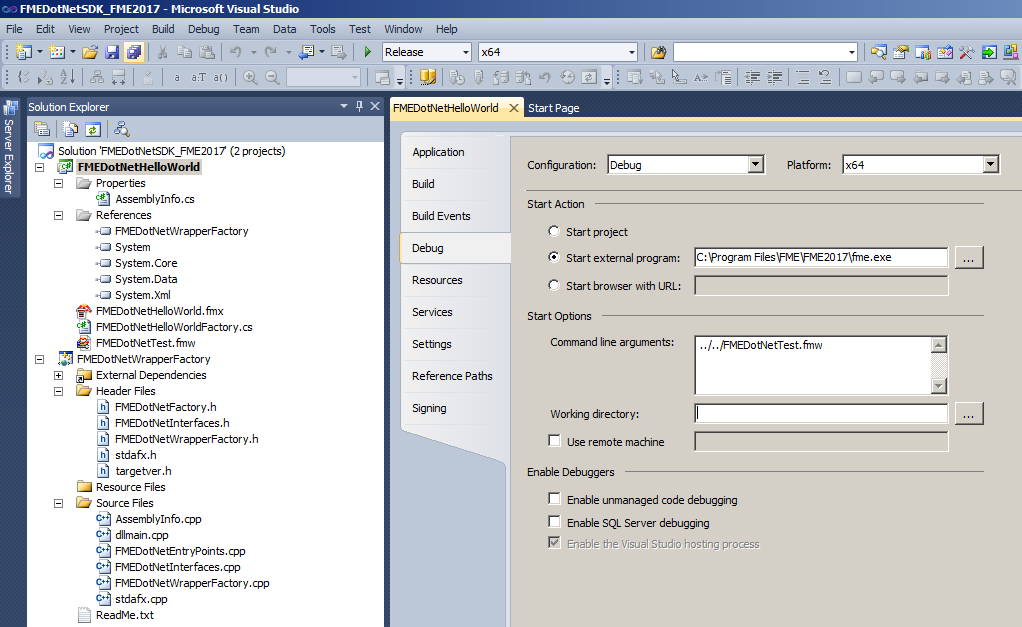 FMEDotNetSDK_FME2017 - Microsoft Visual Studio
File Edit View Project Build Debug Team Data Tools Test Window Help
Release x64
a a:T a()
Server Explorer
Solution Explorer
Solution 'FMEDotNetSDK_FME2017' (2 projects)
FMEDotNetHelloWorld
Properties
AssemblyInfo.cs
References
FMEDotNetWrapperFactory
System
System.Core
System.Data
System.Xml
FMEDotNetHelloWorld.fmx
FMEDotNetHelloWorldFactory.cs
FMEDotNetTest.fmw
FMEDotNetWrapperFactory
External Dependencies
Header Files
FMEDotNetFactory.h
FMEDotNetInterfaces.h
FMEDotNetWrapperFactory.h
stdafx.h
targetver.h
Resource Files
Source Files
AssemblyInfo.cpp
dllmain.cpp
FMEDotNetEntryPoints.cpp
FMEDotNetInterfaces.cpp
FMEDotNetWrapperFactory.cpp
stdafx.cpp
ReadMe.txt
FMEDotNetHelloWorld Start Page
Application
Build
Build Events
Debug
Resources
Services
Settings
Reference Paths
Signing
Configuration: Debug Platform: x64
Start Action
Start project
Start external program: C:\Program Files\FME\FME2017\fme.exe ...
Start browser with URL:
Start Options
Command line arguments: ../../FMEDotNetTest.fmw
Working directory: ...
Use remote machine
Enable Debuggers
Enable unmanaged code debugging
Enable SQL Server debugging
Enable the Visual Studio hosting process